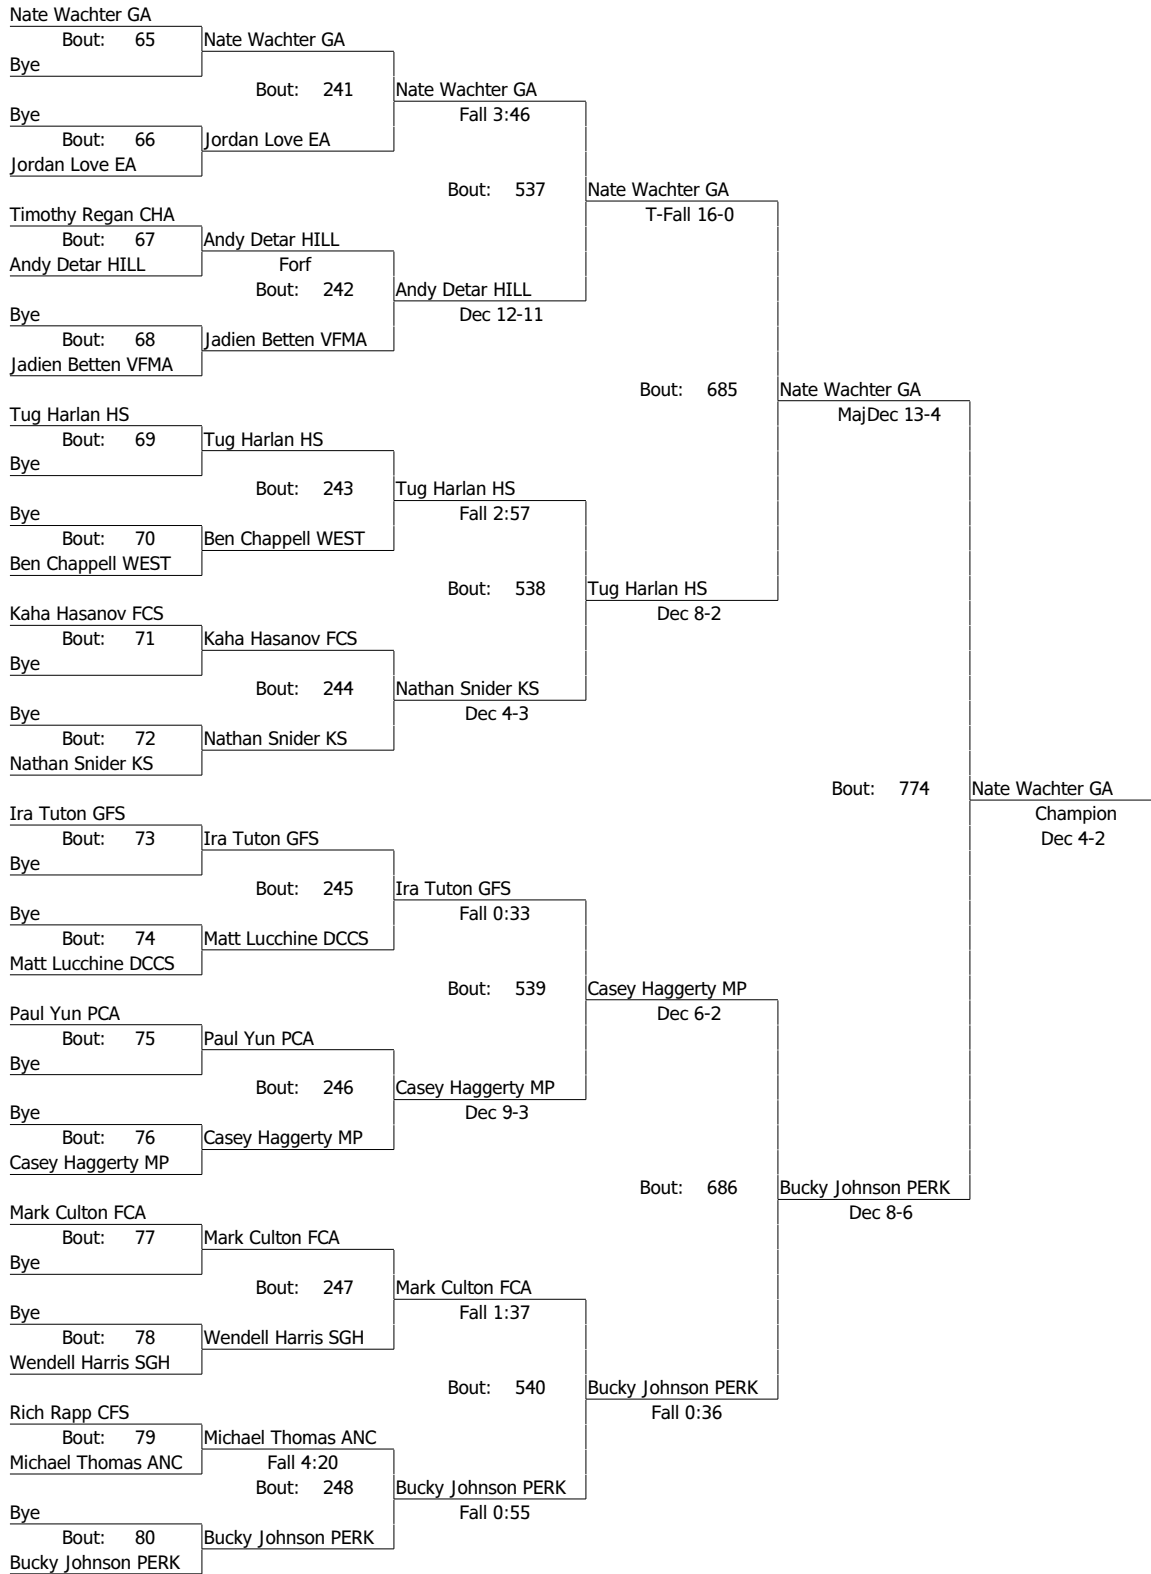 Nate Wachter GA
Bout: 65 Nate Wachter GA
Bye
Bout: 241 Nate Wachter GA
Bye Fall 3:46
Bout: 66 Jordan Love EA
Jordan Love EA
Bout: 537 Nate Wachter GA
Timothy Regan CHA T-Fall 16-0
Bout: 67 Andy Detar HILL
Andy Detar HILL Forf
Bout: 242 Andy Detar HILL
Bye Dec 12-11
Bout: 68 Jadien Betten VFMA
Jadien Betten VFMA
Bout: 685 Nate Wachter GA
Tug Harlan HS MajDec 13-4
Bout: 69 Tug Harlan HS
Bye
Bout: 243 Tug Harlan HS
Bye Fall 2:57
Bout: 70 Ben Chappell WEST
Ben Chappell WEST
Bout: 538 Tug Harlan HS
Kaha Hasanov FCS Dec 8-2
Bout: 71 Kaha Hasanov FCS
Bye
Bout: 244 Nathan Snider KS
Bye Dec 4-3
Bout: 72 Nathan Snider KS
Nathan Snider KS
Bout: 774 Nate Wachter GA
Ira Tuton GFS Champion
Bout: 73 Ira Tuton GFS Dec 4-2
Bye
Bout: 245 Ira Tuton GFS
Bye Fall 0:33
Bout: 74 Matt Lucchine DCCS
Matt Lucchine DCCS
Bout: 539 Casey Haggerty MP
Paul Yun PCA Dec 6-2
Bout: 75 Paul Yun PCA
Bye
Bout: 246 Casey Haggerty MP
Bye Dec 9-3
Bout: 76 Casey Haggerty MP
Casey Haggerty MP
Bout: 686 Bucky Johnson PERK
Mark Culton FCA Dec 8-6
Bout: 77 Mark Culton FCA
Bye
Bout: 247 Mark Culton FCA
Bye Fall 1:37
Bout: 78 Wendell Harris SGH
Wendell Harris SGH
Bout: 540 Bucky Johnson PERK
Rich Rapp CFS Fall 0:36
Bout: 79 Michael Thomas ANC
Michael Thomas ANC Fall 4:20
Bout: 248 Bucky Johnson PERK
Bye Fall 0:55
Bout: 80 Bucky Johnson PERK
Bucky Johnson PERK